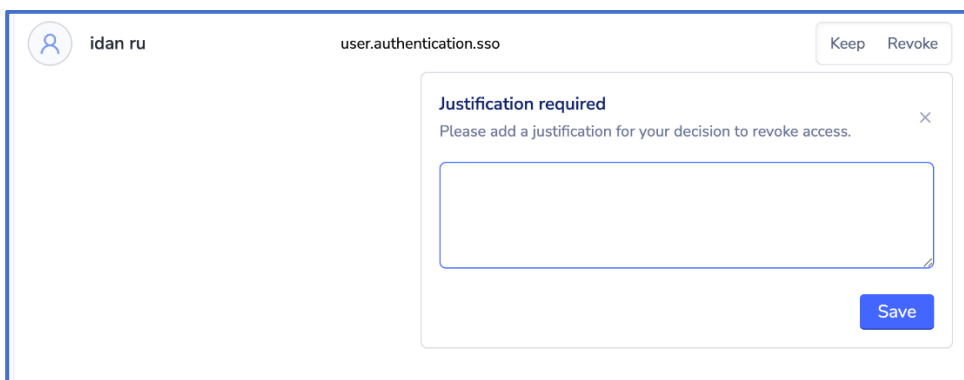 idan ru user.authentication.sso Keep Revoke
Justification required
Please add a justification for your decision to revoke access.
Save